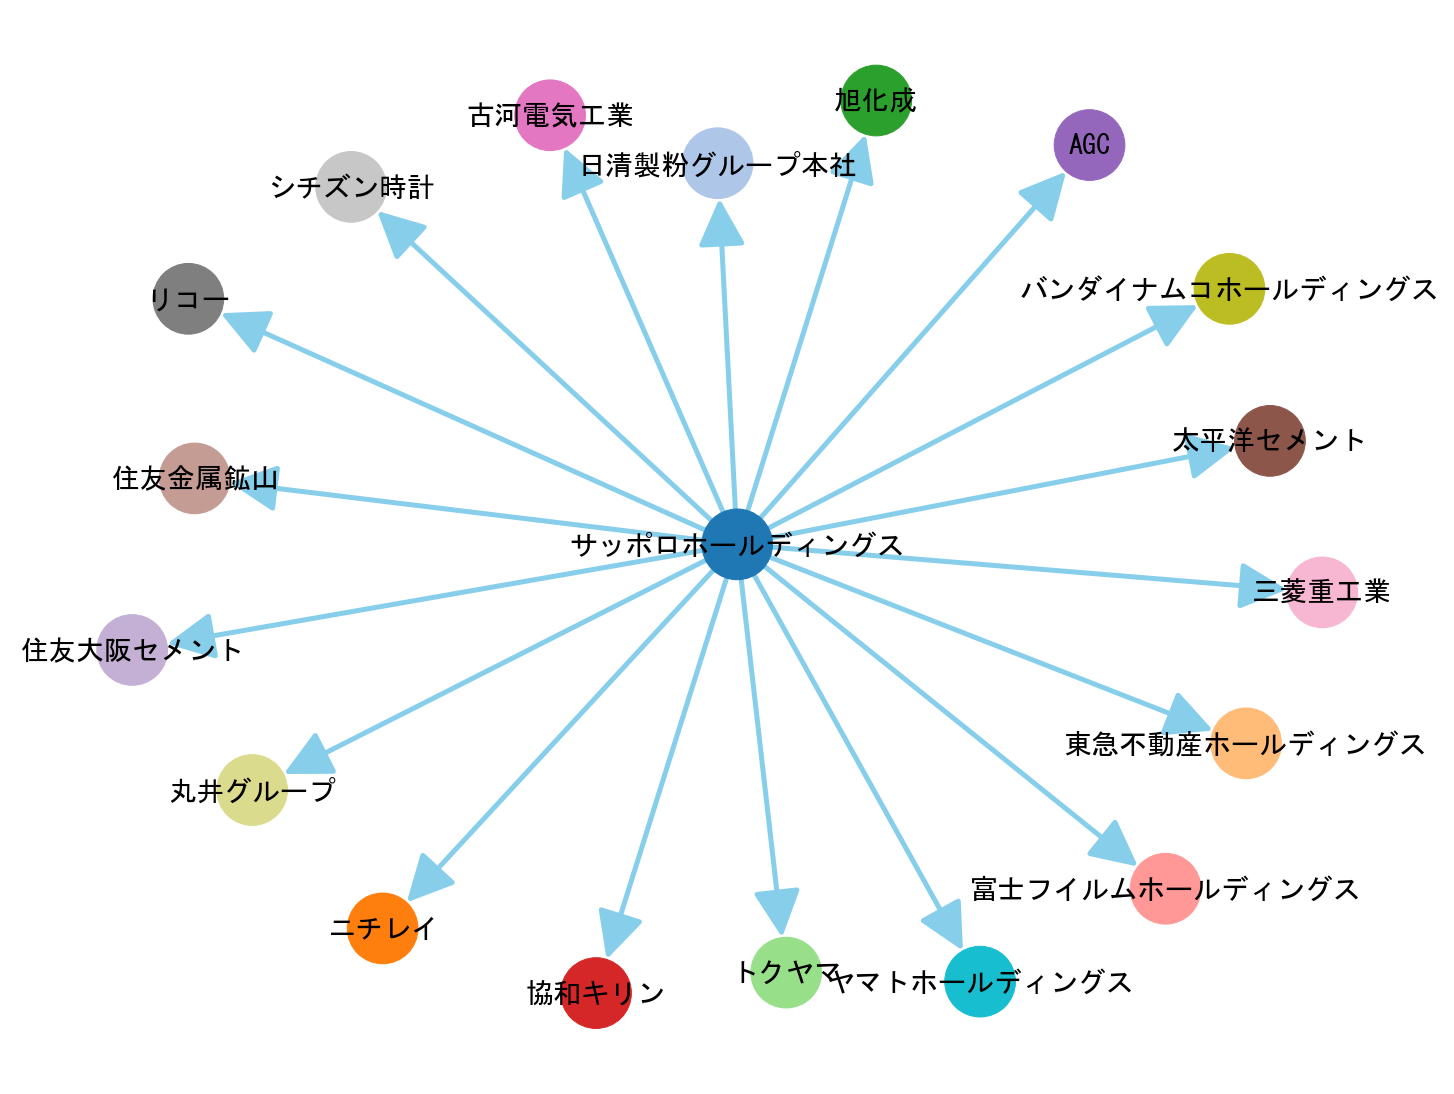 旭化成
古河電気工業
AGC
日清製粉グループ本社
シチズン時計
バンダイナムコホールディングス
リコー
太平洋セメント
住友金属鉱山
サッポロホールディングス
三菱重工業
住友大阪セメント
東急不動産ホールディングス
丸井グループ
富士フイルムホールディングス
ニチレイ
トクヤマ
ヤマトホールディングス
協和キリン